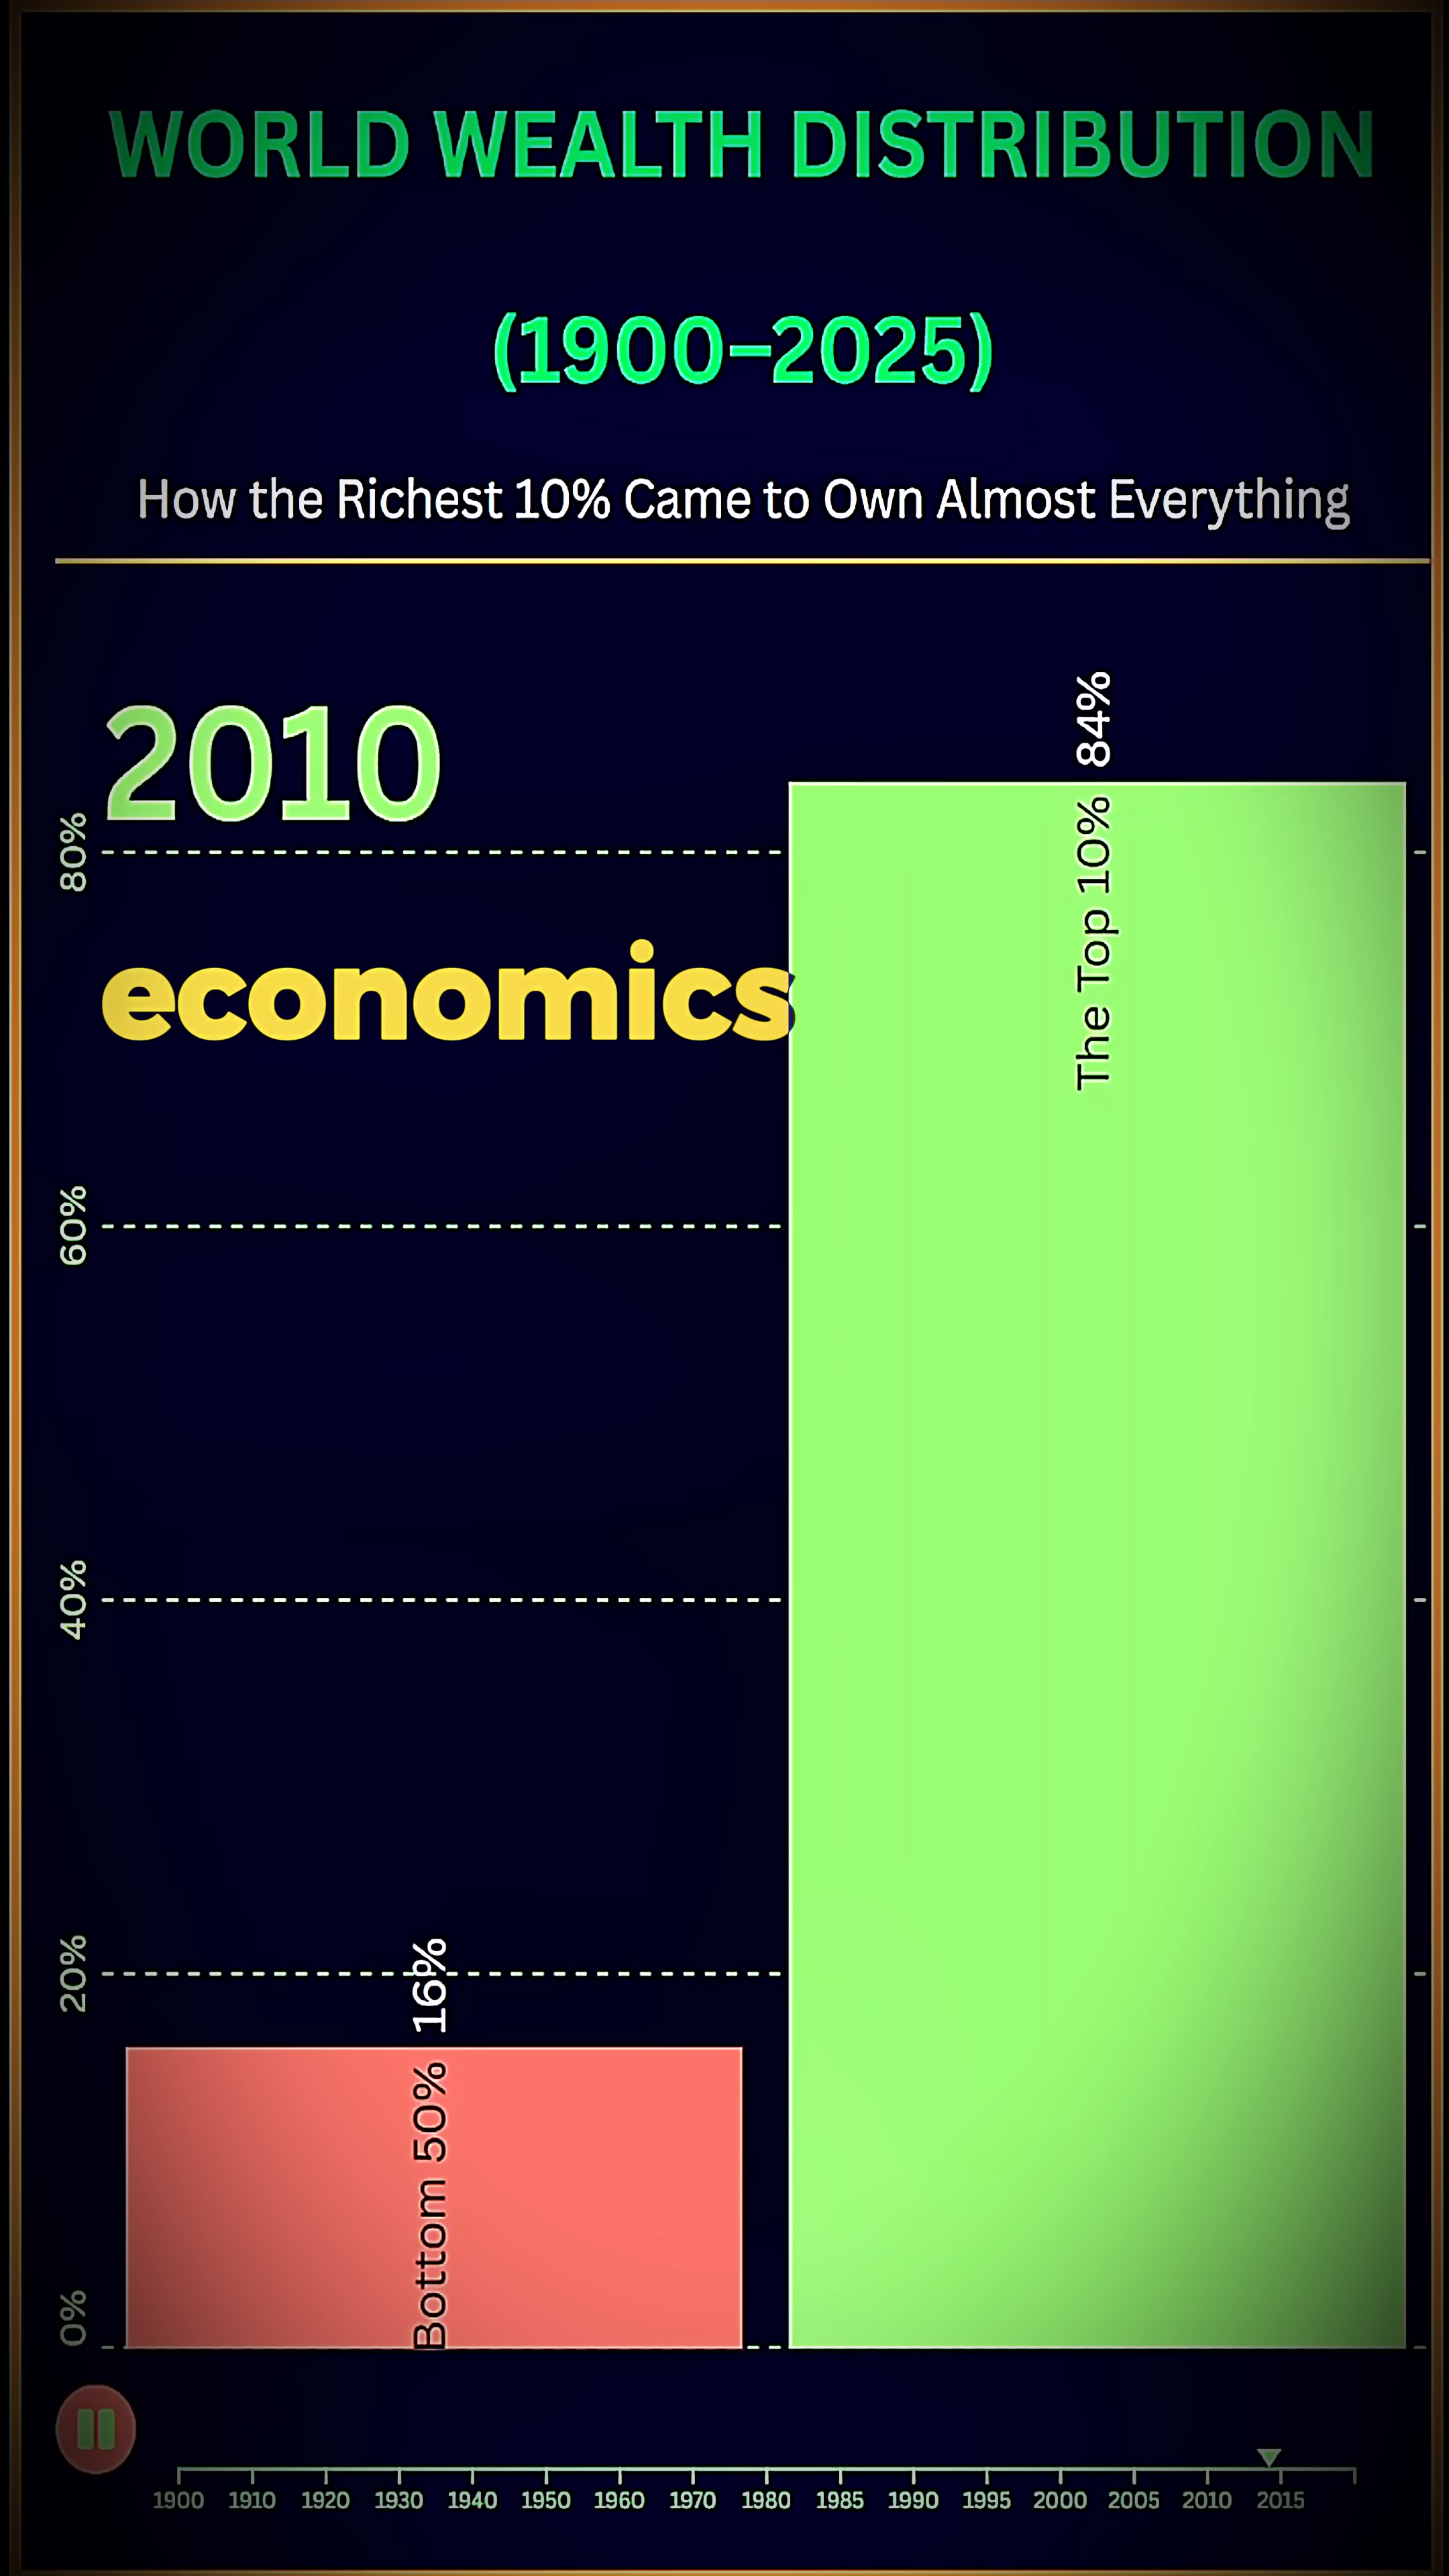 WORLD WEALTH DISTRIBUTION
(1900–2025)
How the Richest 10% Came to Own Almost Everything
2010
economics
80%
60%
40%
20%
0%
Bottom 50% 16%
The Top 10% 84%
1900 1910 1920 1930 1940 1950 1960 1970 1980 1985 1990 1995 2000 2005 2010 2015